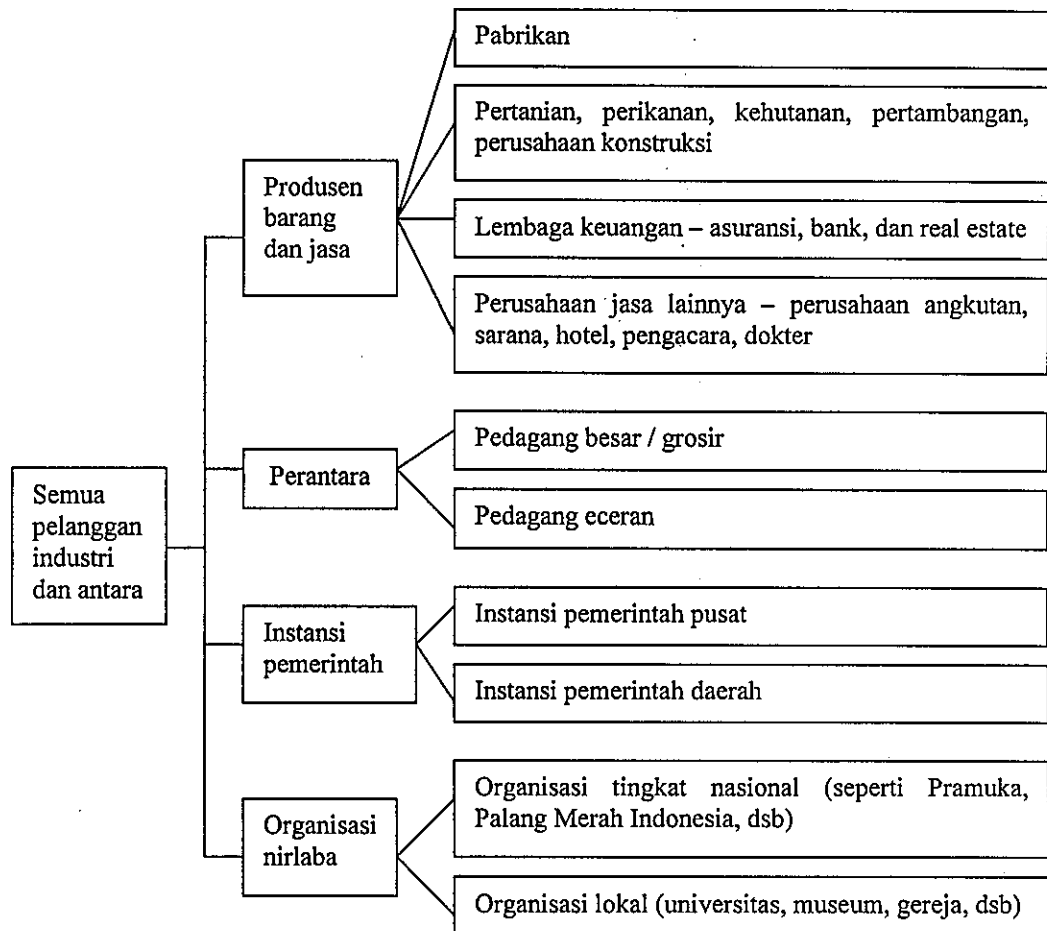 Pabrikan
Pertanian, perikanan, kehutanan, pertambangan,
perusahaan konstruksi
Produsen
barang
dan jasa
Lembaga keuangan – asuransi, bank, dan real estate
Perusahaan jasa lainnya – perusahaan angkutan,
sarana, hotel, pengacara, dokter
Pedagang besar / grosir
Perantara
Pedagang eceran
Semua
pelanggan
industri
dan antara
Instansi pemerintah pusat
Instansi
pemerintah
Instansi pemerintah daerah
Organisasi tingkat nasional (seperti Pramuka,
Palang Merah Indonesia, dsb)
Organisasi
nirlaba
Organisasi lokal (universitas, museum, gereja, dsb)